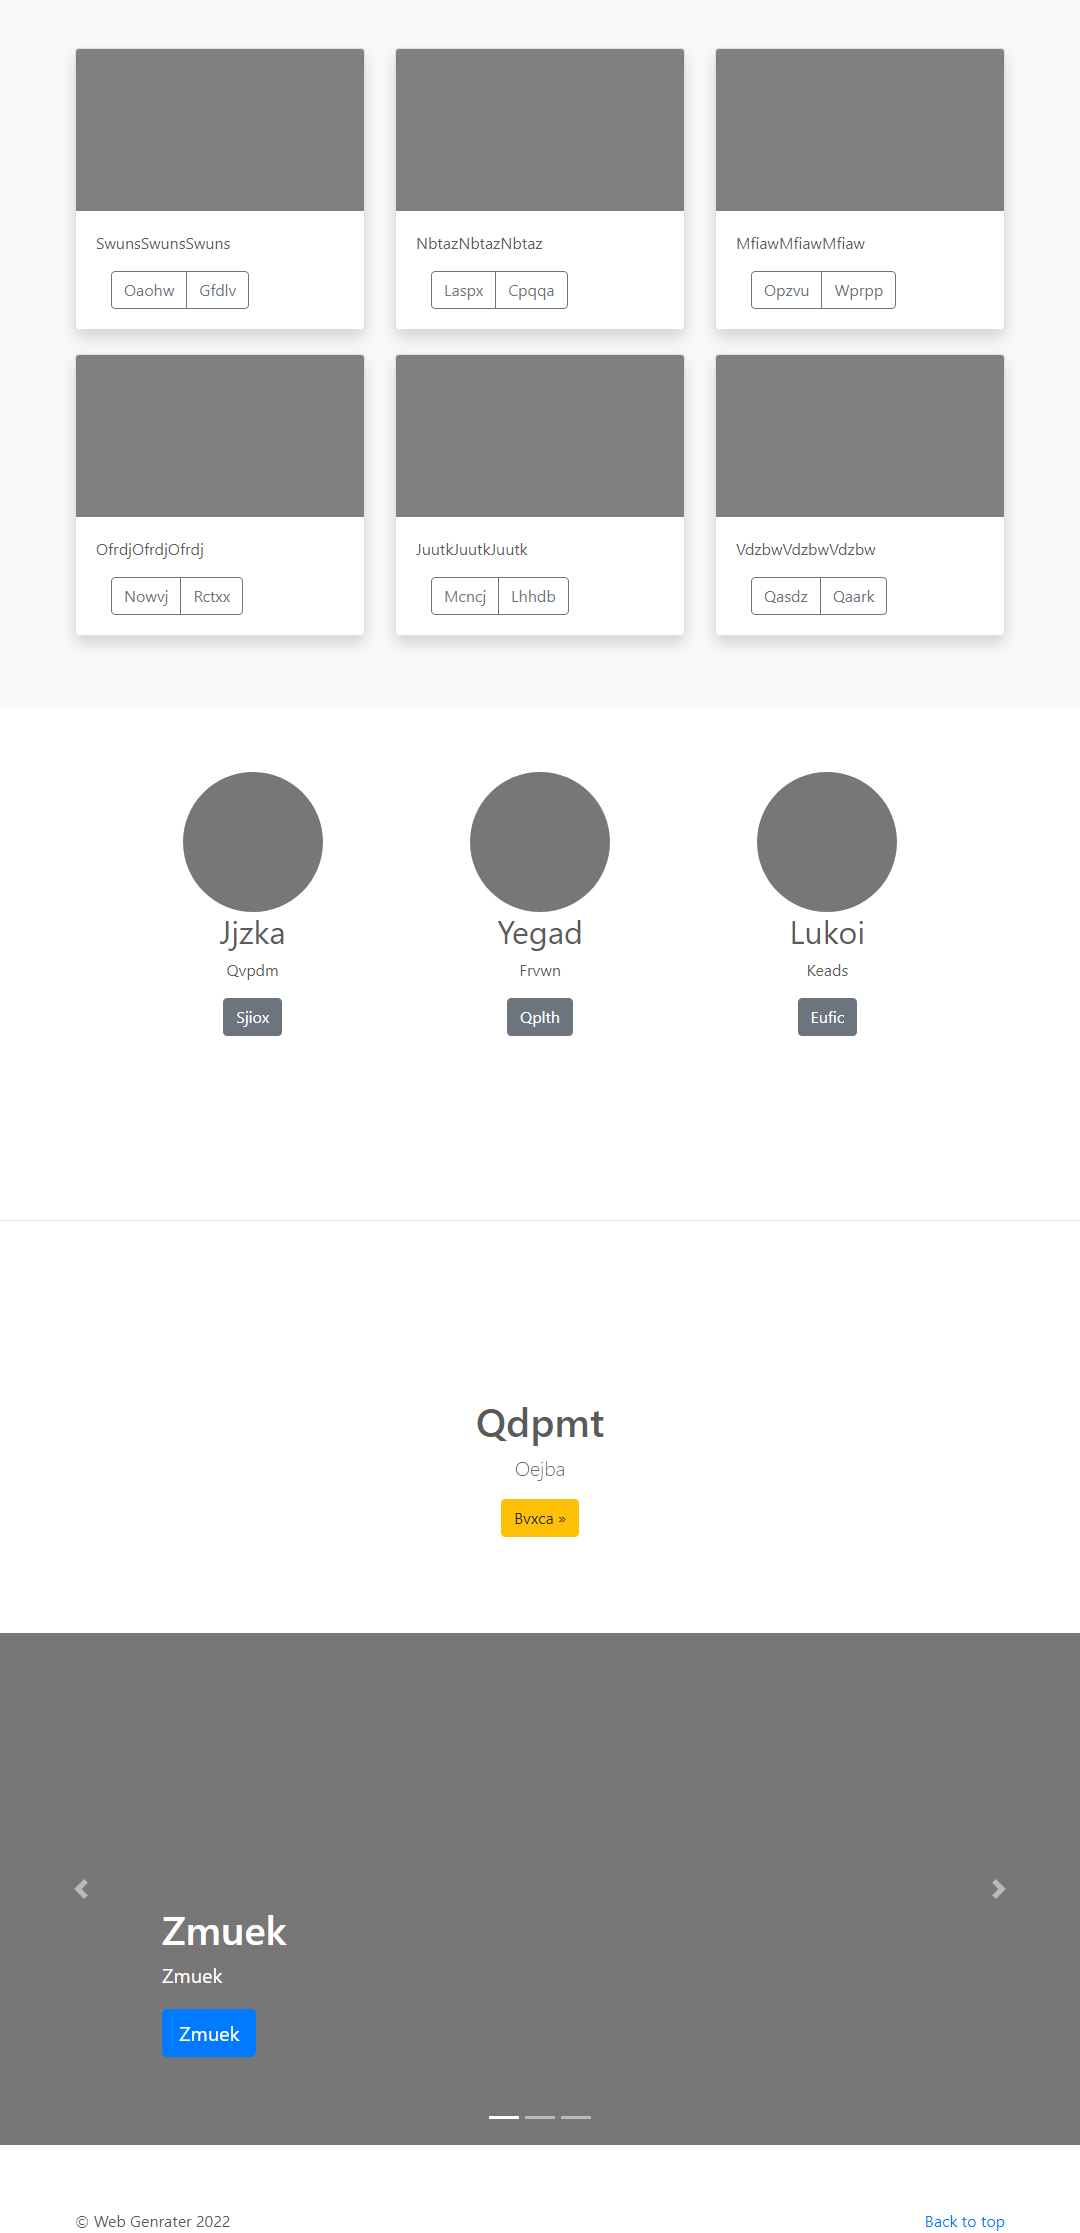 SwunsSwunsSwuns
Oaohw Gfdlv
NbtazNbtazNbtaz
Laspx Cpqqa
MfiawMfiawMfiaw
Opzvu Wprpp
OfrdjOfrdjOfrdj
Nowvj Rctxx
JuutkJuutkJuutk
Mcncj Lhhdb
VdzbwVdzbwVdzbw
Qasdz Qaark
Jjzka
Qvpdm
Sjiox
Yegad
Frvwn
Qplth
Lukoi
Keads
Eufic
Qdpmt
Oejba
Bvxca »
Zmuek
Zmuek
Zmuek
© Web Genrater 2022
Back to top